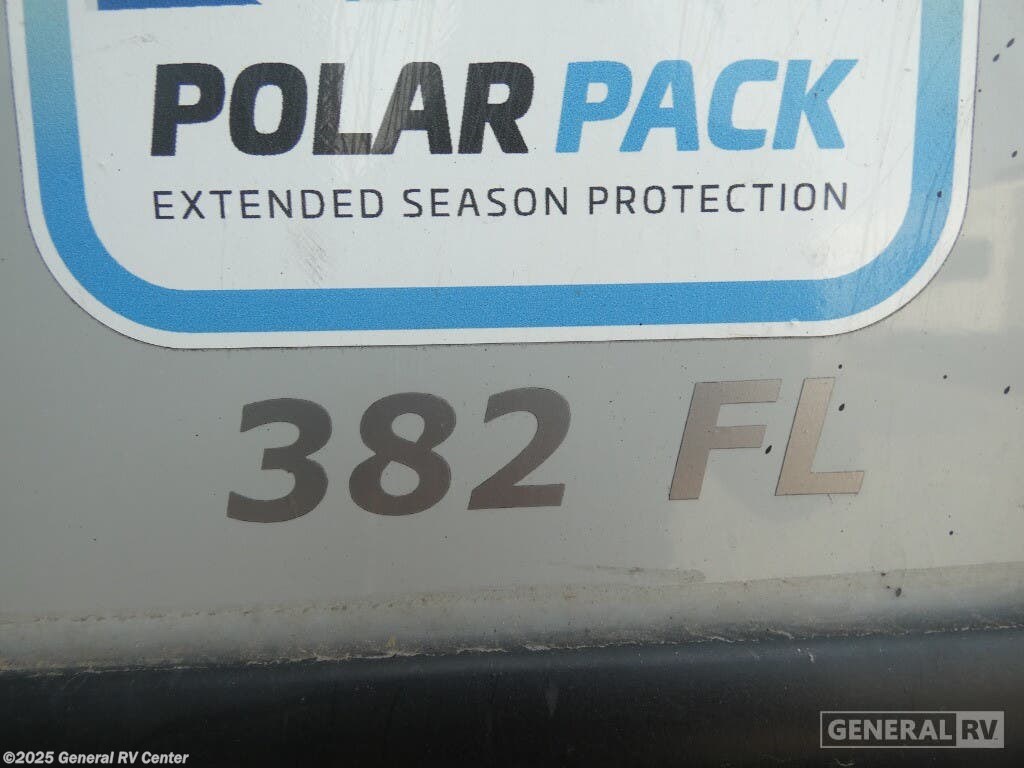 POLAR PACK
EXTENDED SEASON PROTECTION
382 FL
GENERAL RV
©2025 General RV Center